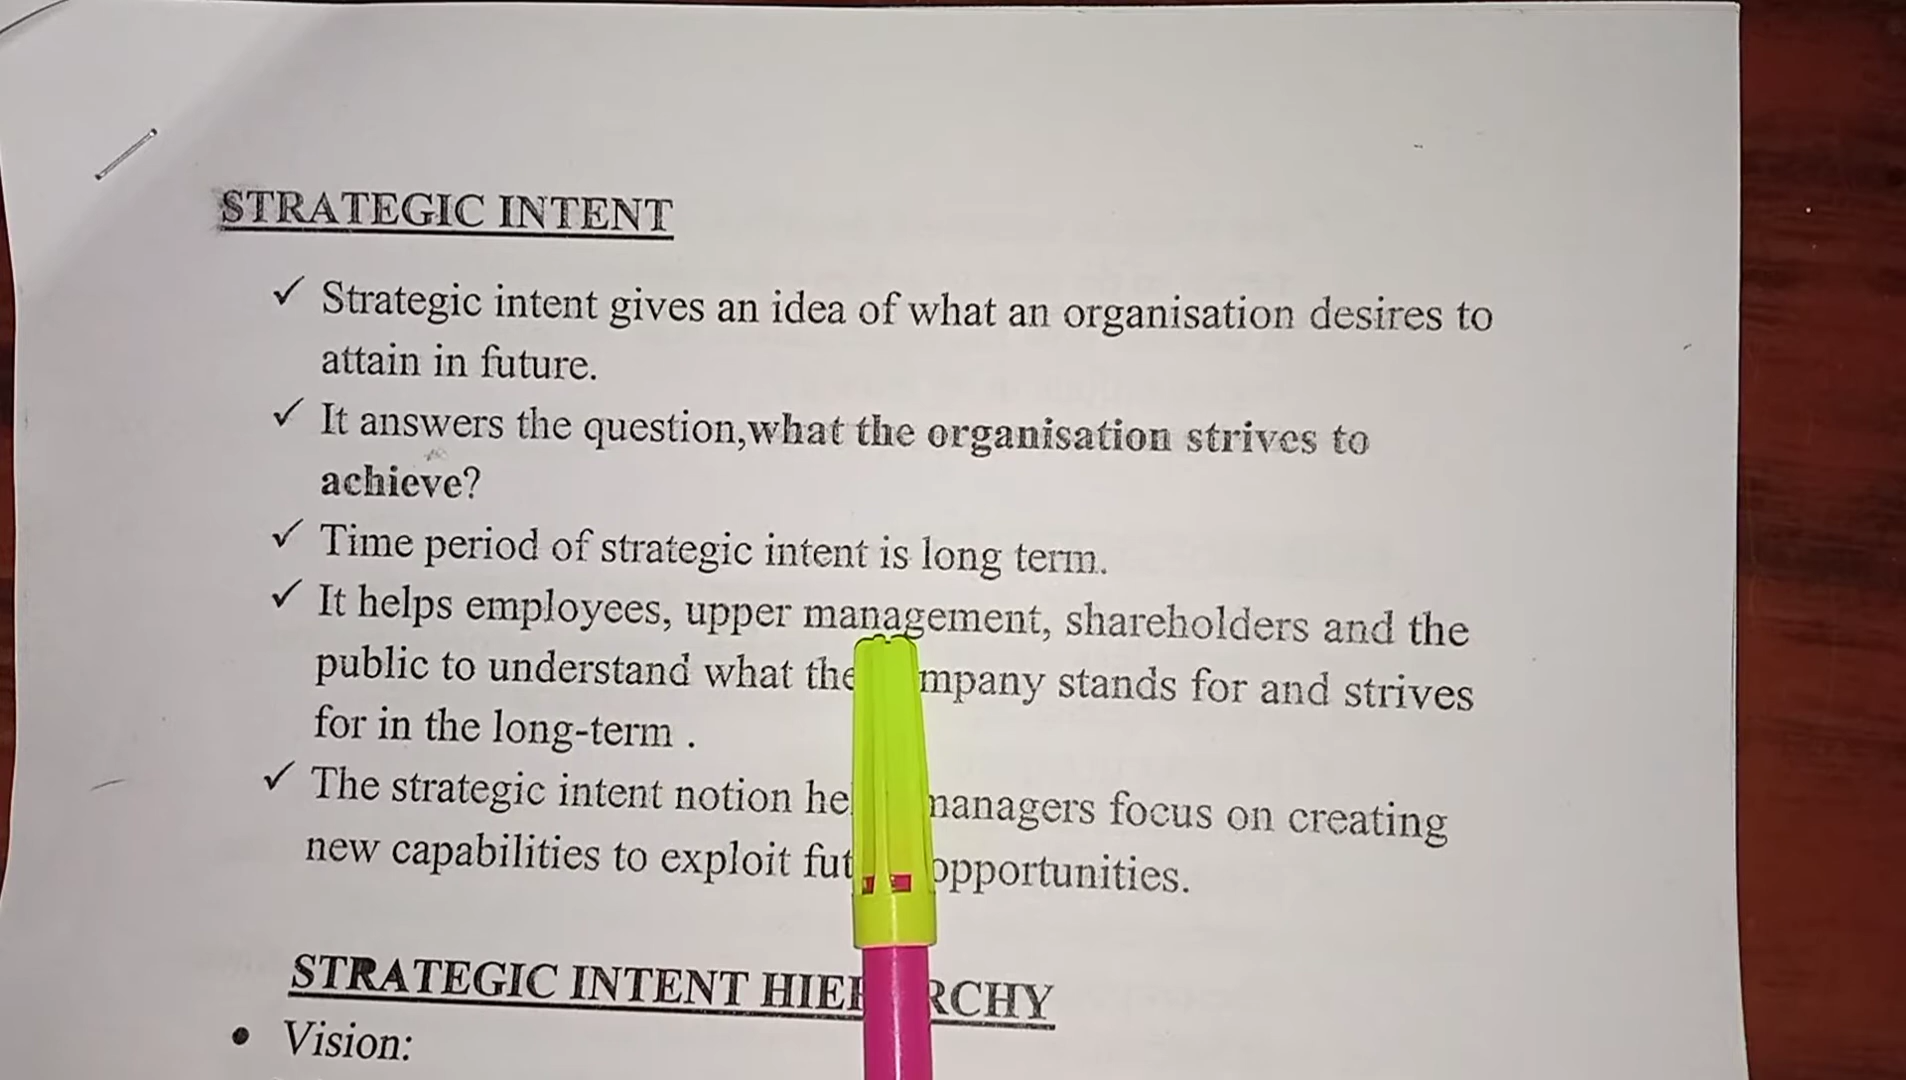 STRATEGIC INTENT
✓ Strategic intent gives an idea of what an organisation desires to
attain in future.
✓ It answers the question,what the organisation strives to
achieve?
✓ Time period of strategic intent is long term.
✓ It helps employees, upper management, shareholders and the
public to understand what the mpany stands for and strives
for in the long-term .
✓ The strategic intent notion he managers focus on creating
new capabilities to exploit fut opportunities.
STRATEGIC INTENT HIE RCHY
• Vision: